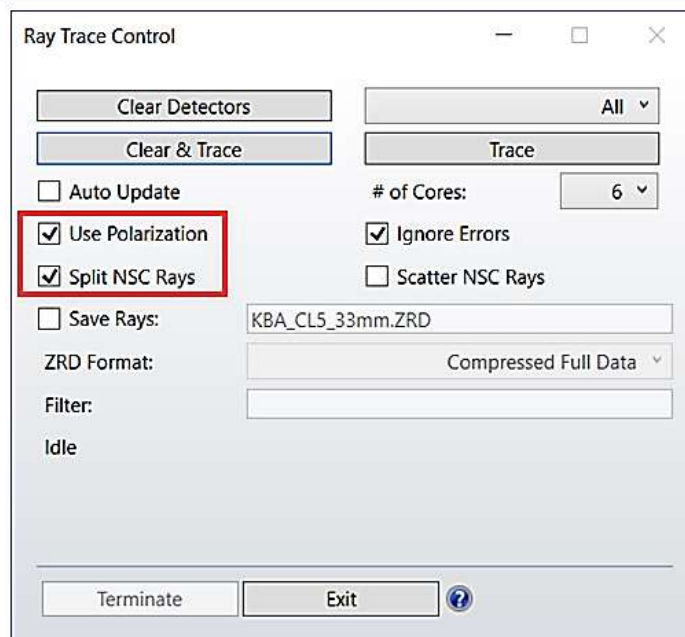 Ray Trace Control
Clear Detectors All
Clear & Trace Trace
Auto Update # of Cores: 6
Use Polarization Ignore Errors
Split NSC Rays Scatter NSC Rays
Save Rays: KBA_CL5_33mm.ZRD
ZRD Format: Compressed Full Data
Filter:
Idle
Terminate Exit ?